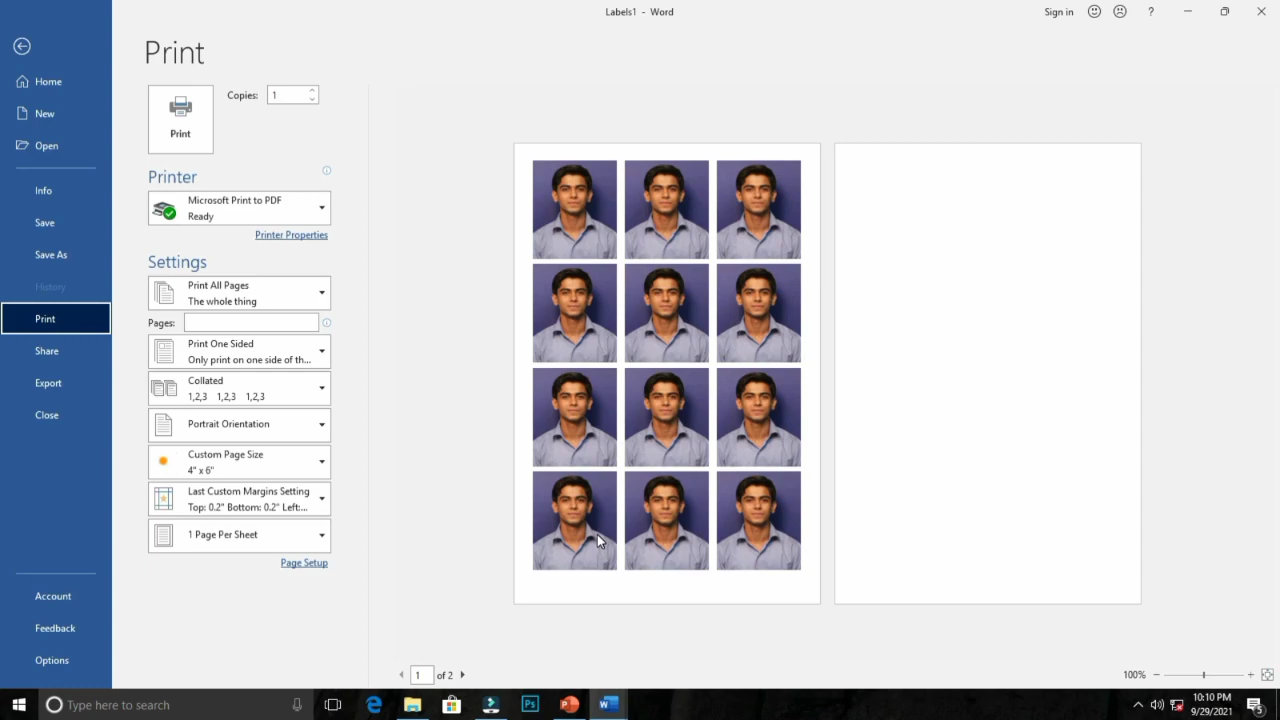 Labels1 - Word
Sign in
?
Print
Home
New
Open
Info
Save
Save As
History
Print
Share
Export
Close
Account
Feedback
Options
Print
Copies: 1
Printer
Microsoft Print to PDF
Ready
Printer Properties
Settings
Print All Pages
The whole thing
Pages:
Print One Sided
Only print on one side of th...
Collated
1,2,3 1,2,3 1,2,3
Portrait Orientation
Custom Page Size
4" x 6"
Last Custom Margins Setting
Top: 0.2" Bottom: 0.2" Left:...
1 Page Per Sheet
Page Setup
1 of 2
100%
Type here to search
10:10 PM
9/29/2021
5